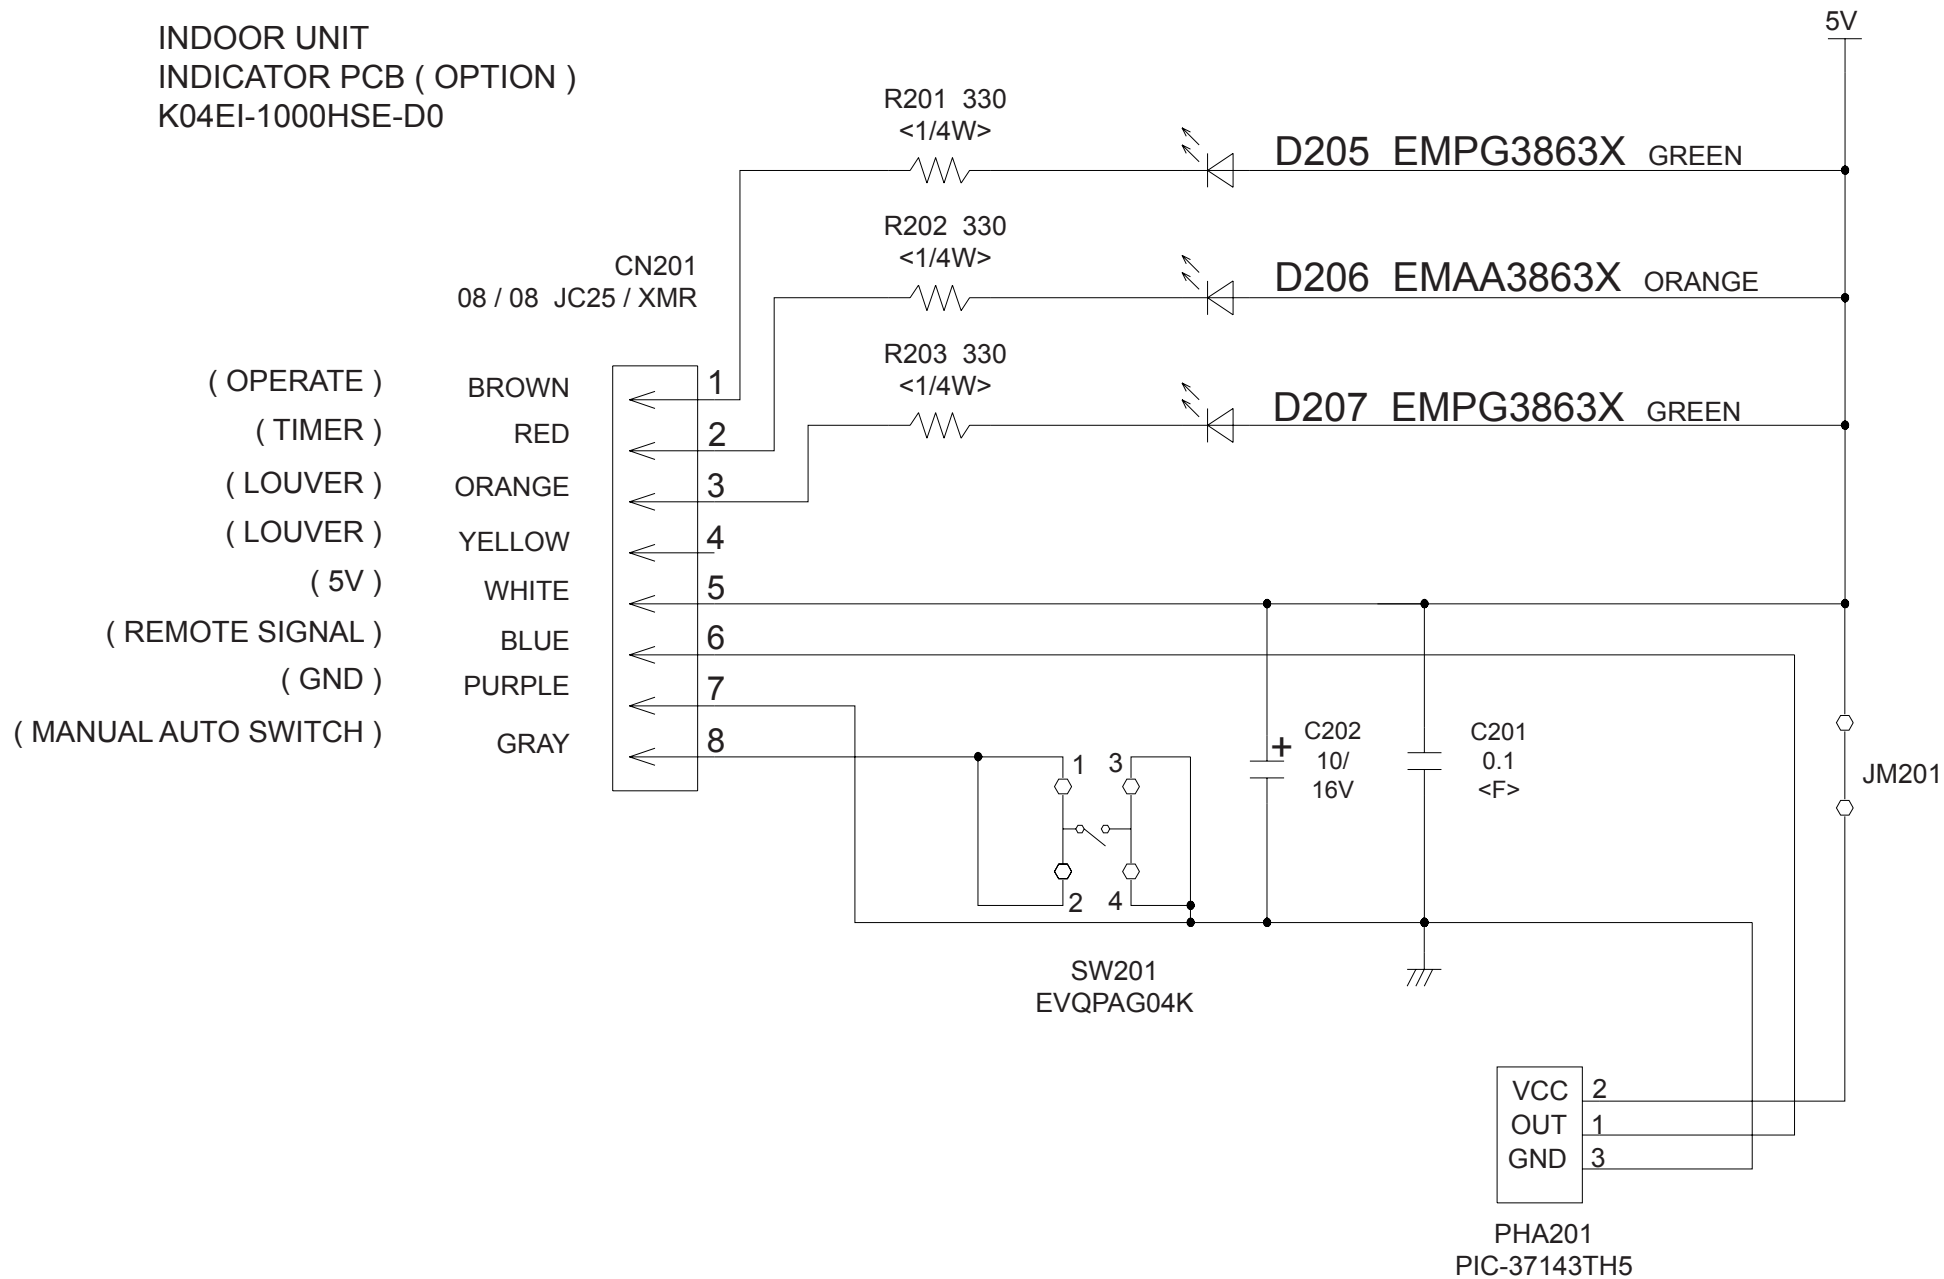 5V
INDOOR UNIT
INDICATOR PCB ( OPTION )
K04EI-1000HSE-D0
R201 330
<1/4W>
D205 EMPG3863X GREEN
R202 330
<1/4W>
D206 EMAA3863X ORANGE
CN201
08 / 08 JC25 / XMR
R203 330
<1/4W>
D207 EMPG3863X GREEN
( OPERATE ) BROWN 1
( TIMER ) RED 2
( LOUVER ) ORANGE 3
( LOUVER ) YELLOW 4
( 5V ) WHITE 5
( REMOTE SIGNAL ) BLUE 6
( GND ) PURPLE 7
( MANUAL AUTO SWITCH ) GRAY 8
1 3
2 4
SW201
EVQPAG04K
+
C202
10/
16V
C201
0.1
<F>
JM201
VCC 2
OUT 1
GND 3
PHA201
PIC-37143TH5